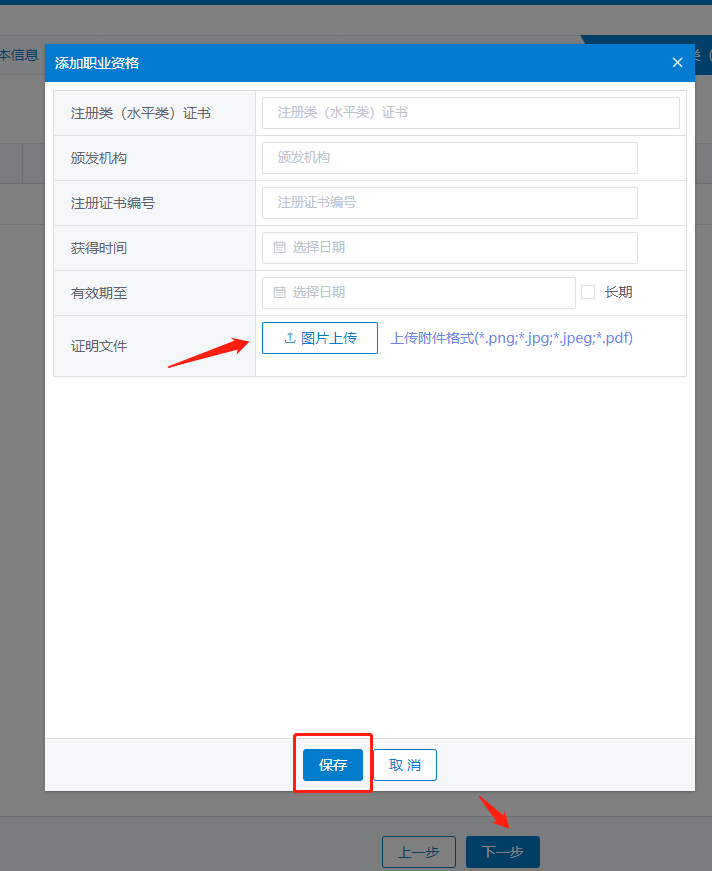 本信息
类（
添加职业资格
注册类（水平类）证书
注册类（水平类）证书
颁发机构
颁发机构
注册证书编号
注册证书编号
获得时间
选择日期
有效期至
选择日期
长期
证明文件
图片上传
上传附件格式(*.png;*.jpg;*.jpeg;*.pdf)
保存
取消
上一步
下一步